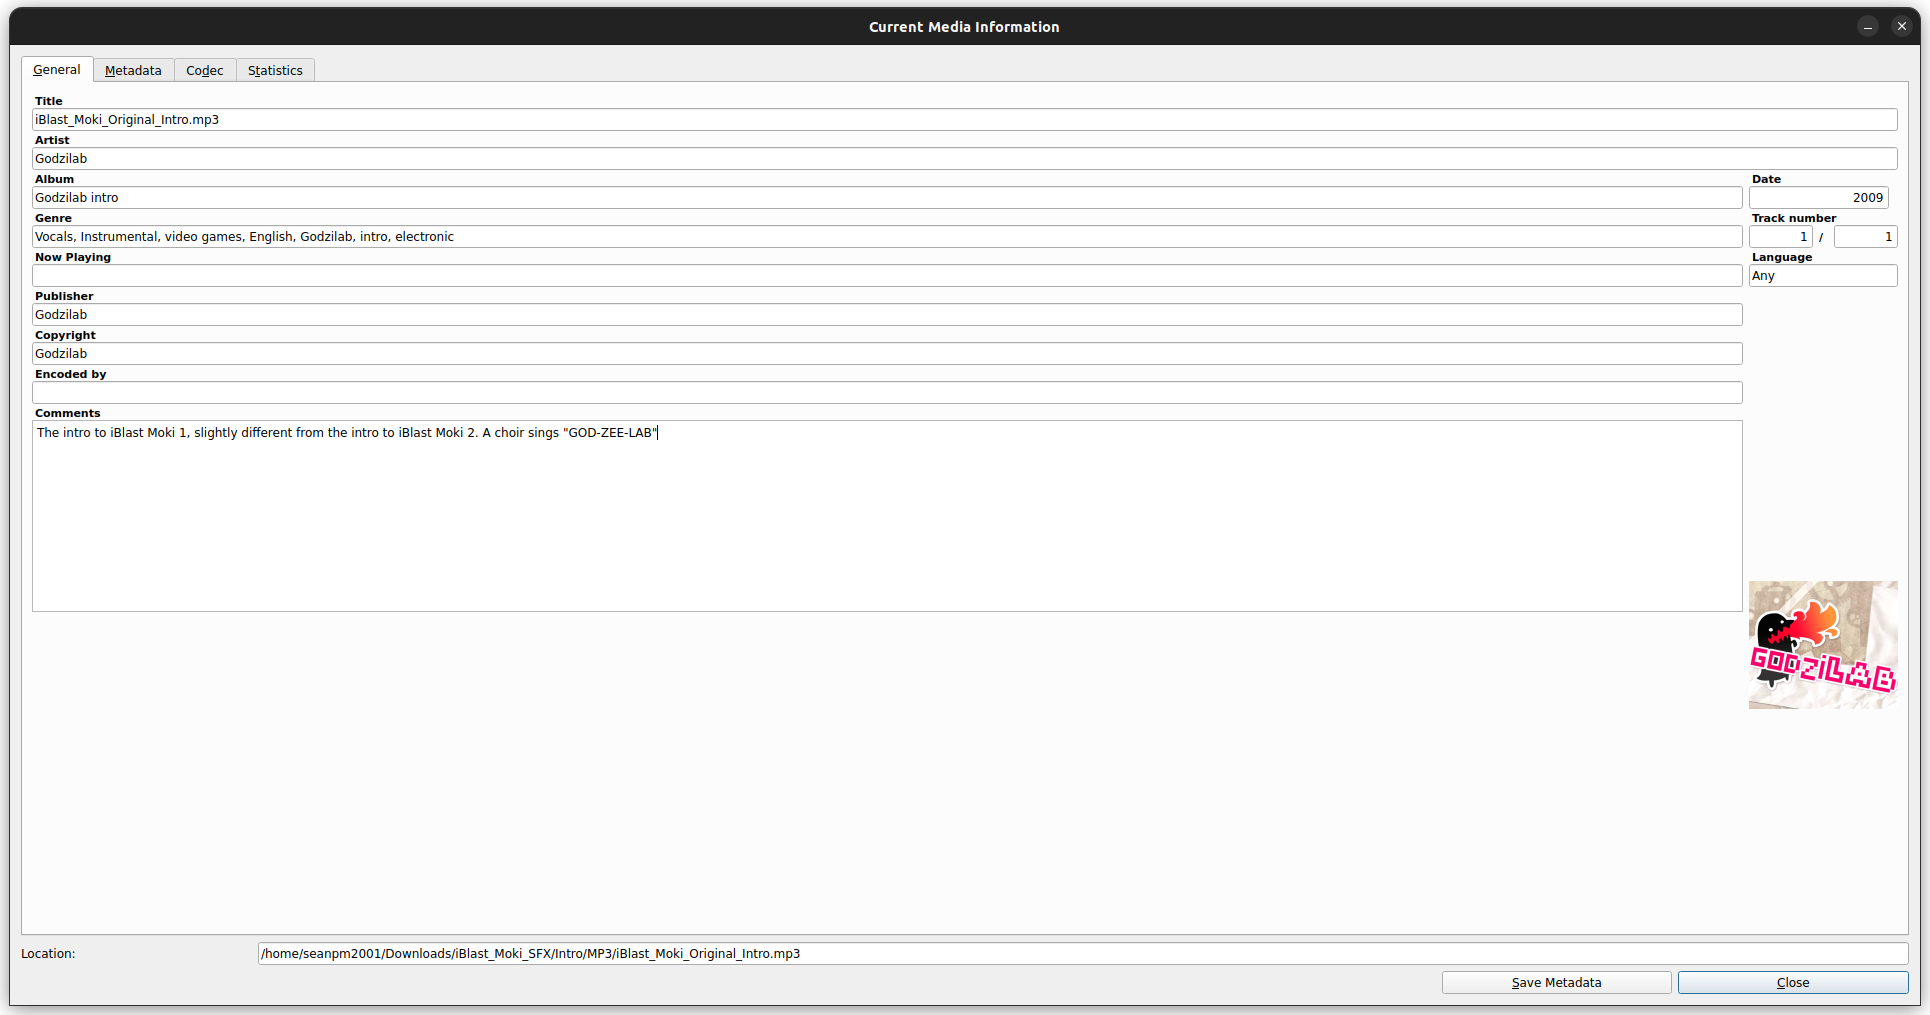 Current Media Information
General Metadata Codec Statistics
Title
iBlast_Moki_Original_Intro.mp3
Artist
Godzilab
Album Date
Godzilab intro 2009
Genre Track number
Vocals, Instrumental, video games, English, Godzilab, intro, electronic 1 / 1
Now Playing Language
Any
Publisher
Godzilab
Copyright
Godzilab
Encoded by
Comments
The intro to iBlast Moki 1, slightly different from the intro to iBlast Moki 2. A choir sings "GOD-ZEE-LAB"
GODZiLAB
Location: /home/seanpm2001/Downloads/iBlast_Moki_SFX/Intro/MP3/iBlast_Moki_Original_Intro.mp3
Save Metadata Close